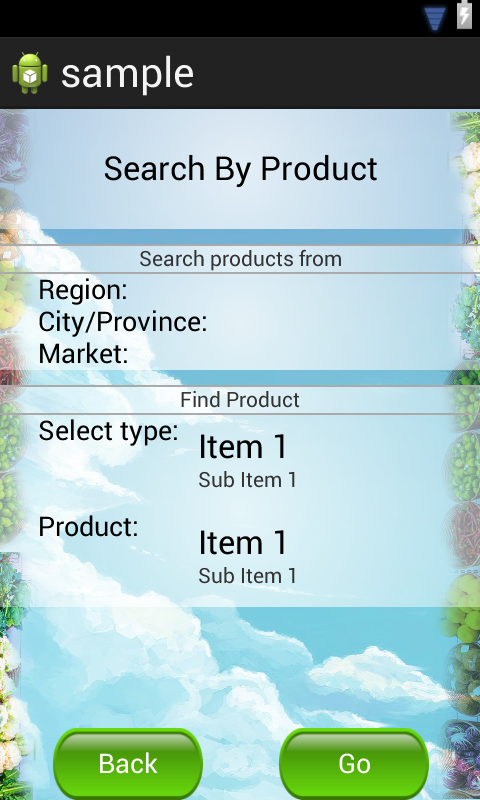 sample
Search By Product
Search products from
Region:
City/Province:
Market:
Find Product
Select type:
Item 1
Sub Item 1
Product:
Item 1
Sub Item 1
Back
Go